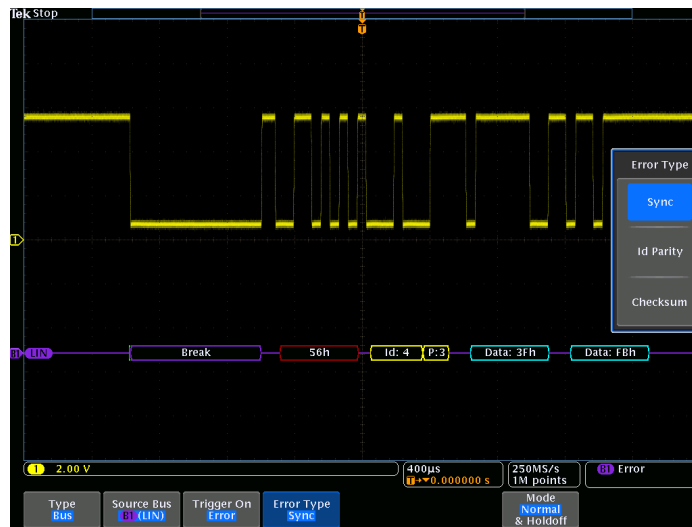 Tek Stop
T
T
Error Type
Sync
Id Parity
Checksum
1
B1 LIN
Break
56h
Id: 4
P:3
Data: 3Fh
Data: FBh
1 2.00 V
400µs
T→▼0.000000 s
250MS/s
1M points
B1 Error
Type
Bus
Source Bus
B1 (LIN)
Trigger On
Error
Error Type
Sync
Mode
Normal
& Holdoff